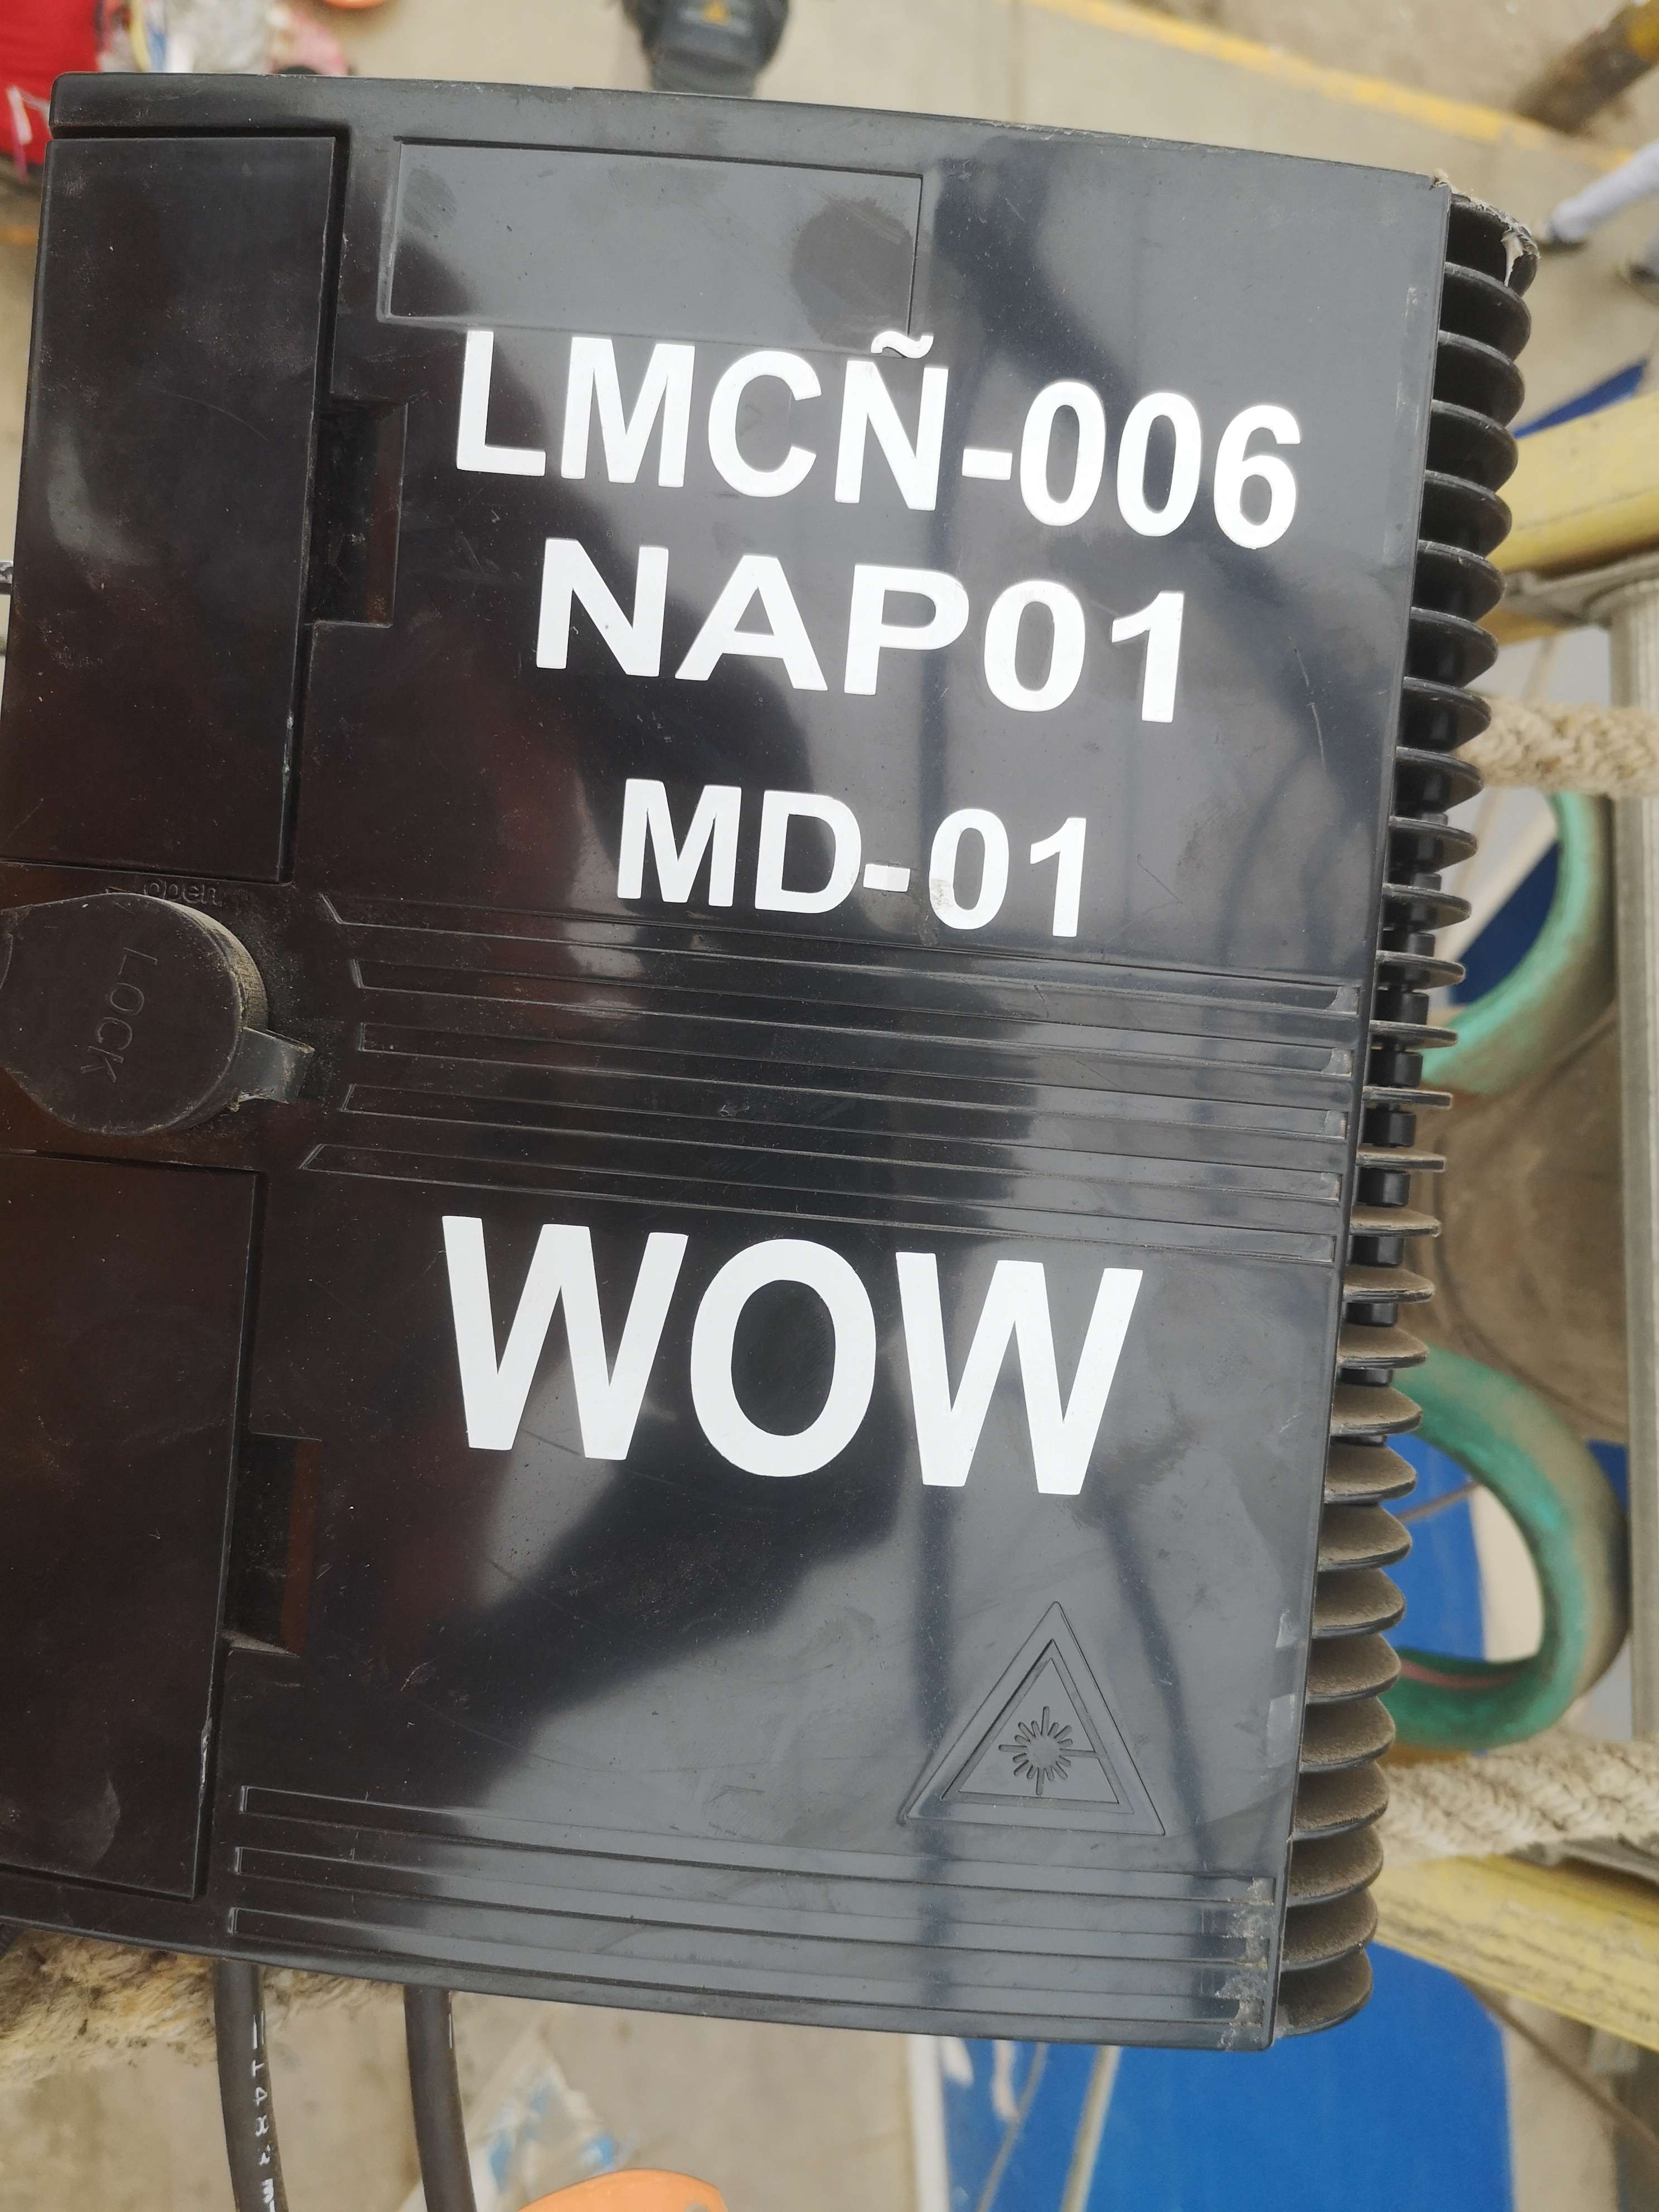 LMCÑ-006
NAP01
MD-01
open
LOCK
WOW